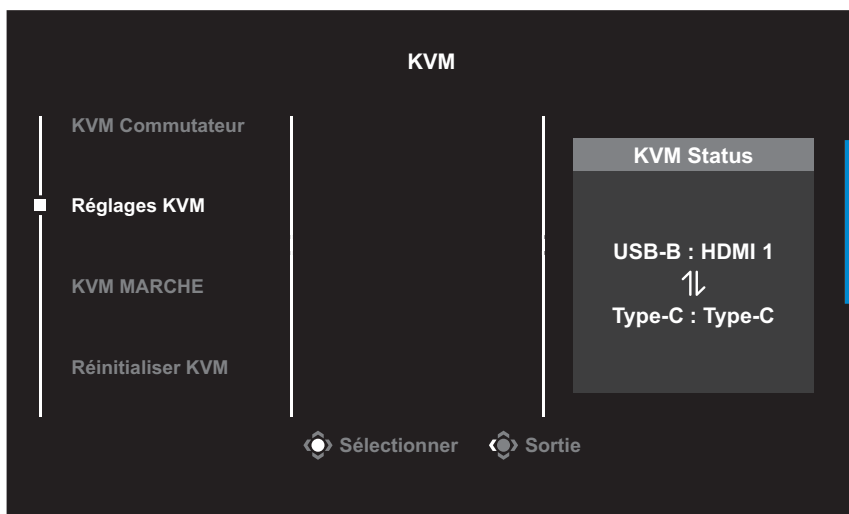 KVM
KVM Commutateur
Réglages KVM
KVM MARCHE
Réinitialiser KVM
KVM Status
USB-B : HDMI 1
Type-C : Type-C
Sélectionner
Sortie